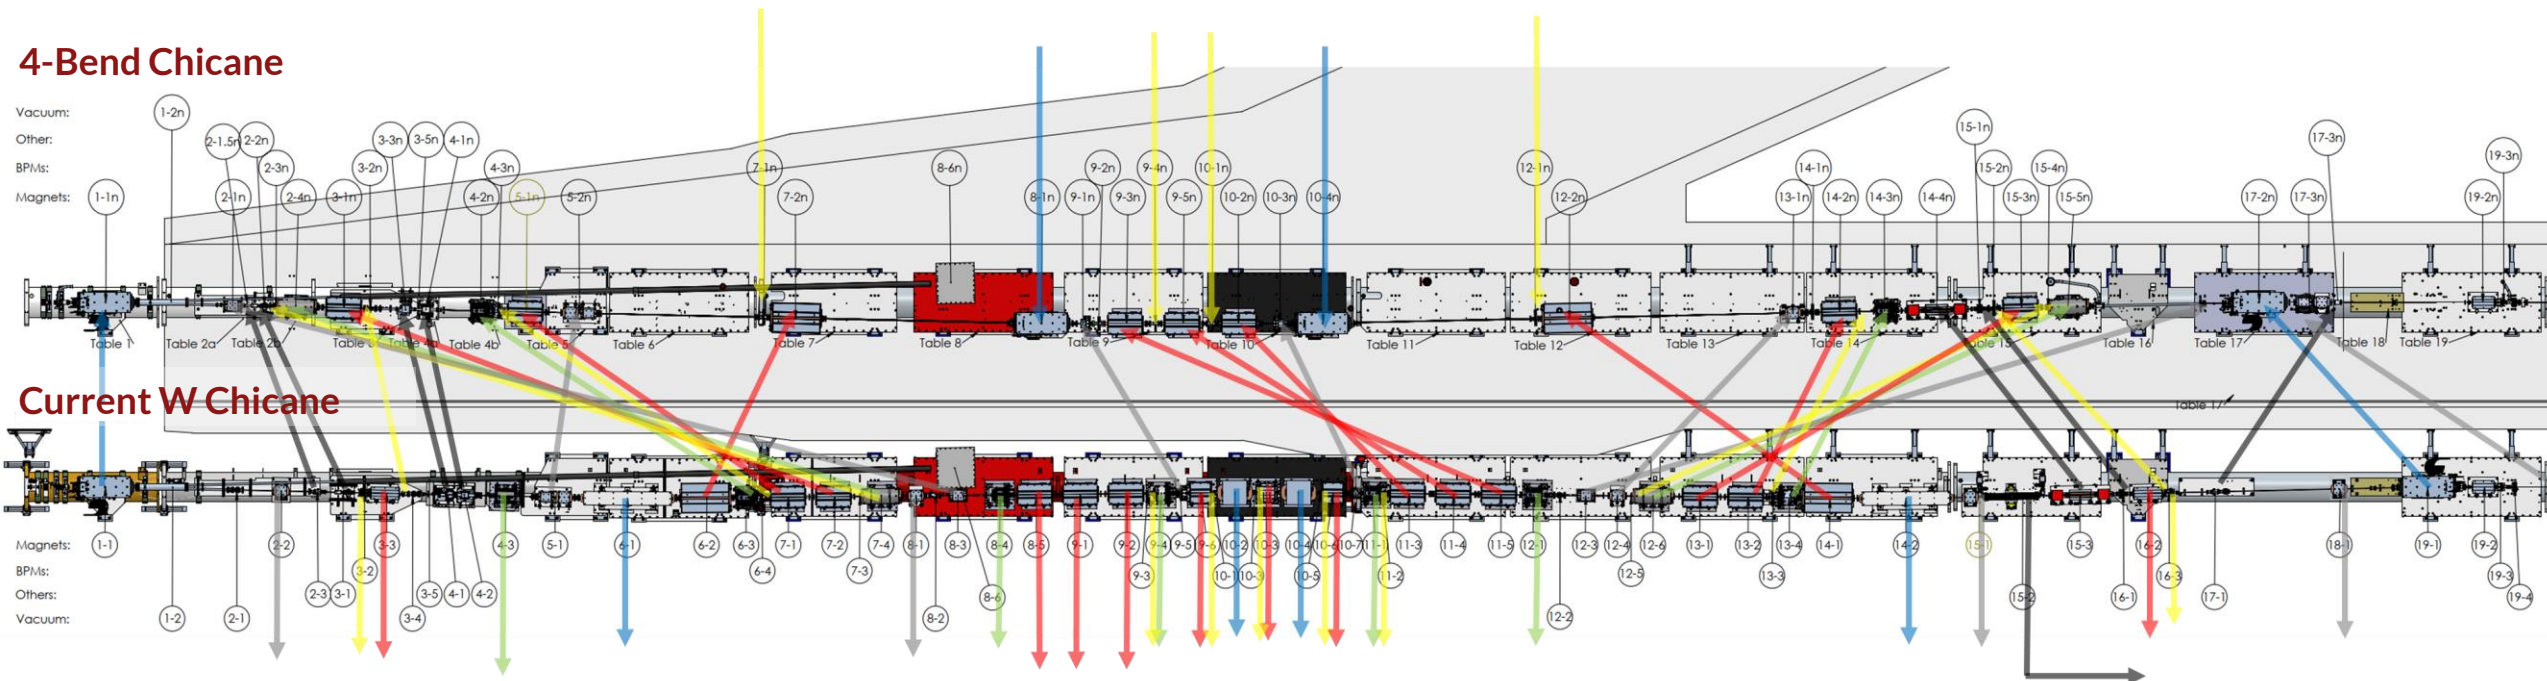 4-Bend Chicane
Vacuum: 1-2n 15-1n
Other: 2-1.5n 2-2n 3-3n 3-5n 4-1n 17-3n
BPMs: 2-3n 3-2n 4-3n 7-1n 8-6n 9-2n 9-4n 10-1n 12-1n 14-1n 15-2n 15-4n 19-3n
Magnets: 1-1n 2-1n 2-4n 3-1n 4-2n 5-1n 5-2n 7-2n 8-1n 9-1n 9-3n 9-5n 10-2n 10-3n 10-4n 12-2n 13-1n 14-2n 14-3n 14-4n 15-3n 15-5n 17-2n 17-3n 19-2n
Table 1 Table 2a Table 2b Table 4a Table 4b Table 5 Table 6 Table 7 Table 8 Table 9 Table 10 Table 11 Table 12 Table 13 Table 14 Table 15 Table 16 Table 17 Table 18 Table 19
Current W Chicane
Table 17
Magnets: 1-1 2-2 3-3 4-3 5-1 6-1 6-2 6-3 7-1 7-2 7-4 8-1 8-3 8-4 8-5 9-1 9-2 9-4 9-5 9-6 10-2 10-3 10-4 10-6 10-7 11-1 11-3 11-4 11-5 12-1 12-3 12-4 12-6 13-1 13-2 13-4 14-1 14-2 15-1 15-3 16-2 18-1 19-1 19-2
BPMs: 3-2 6-4 7-3 9-3 10-1 10-3 10-5 11-2 12-5 13-3 16-3 19-3
Others: 2-3 3-1 3-5 4-1 4-2 8-6 15-2 16-1 17-1 19-4
Vacuum: 1-2 2-1 3-4 8-2 12-2